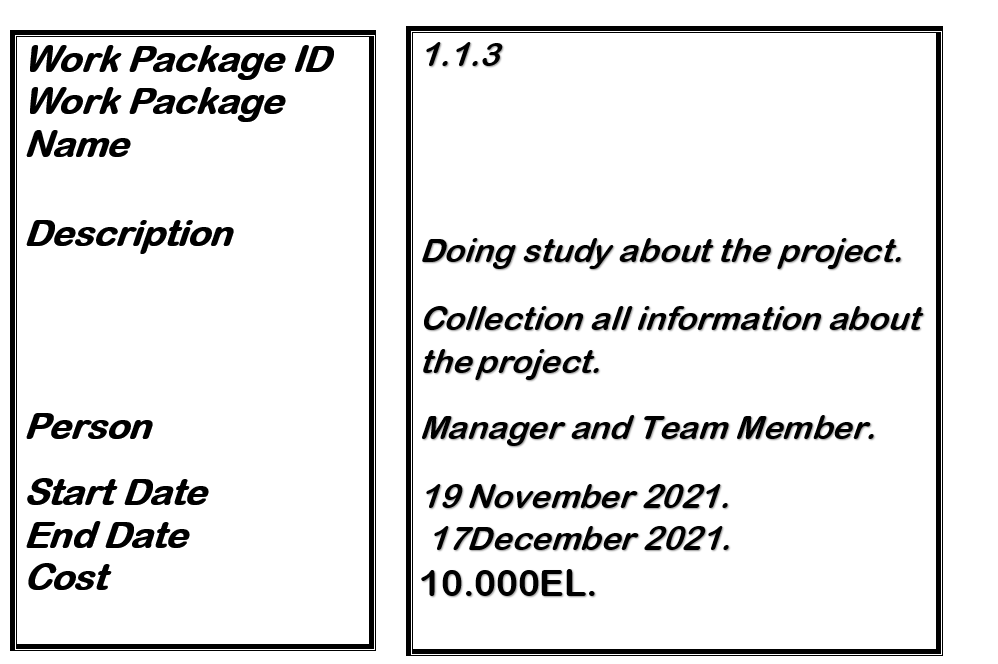 Work Package ID
Work Package
Name
Description
Person
Start Date
End Date
Cost
1.1.3
Doing study about the project.
Collection all information about
the project.
Manager and Team Member.
19 November 2021.
17December 2021.
10.000EL.